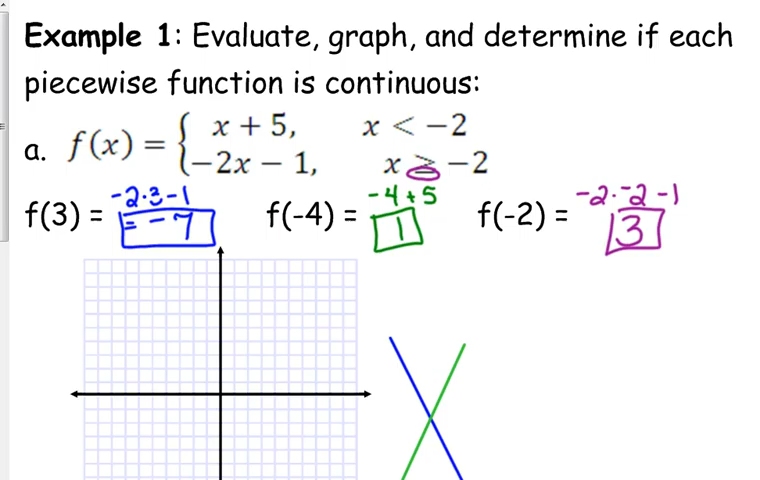 Example 1: Evaluate, graph, and determine if each
piecewise function is continuous:
a. f(x) = { x + 5, x < −2
−2x − 1, x ≥ −2
-2·3-1 -4+5 -2·-2-1
f(3) = = -7 f(-4) = 1 f(-2) = 3